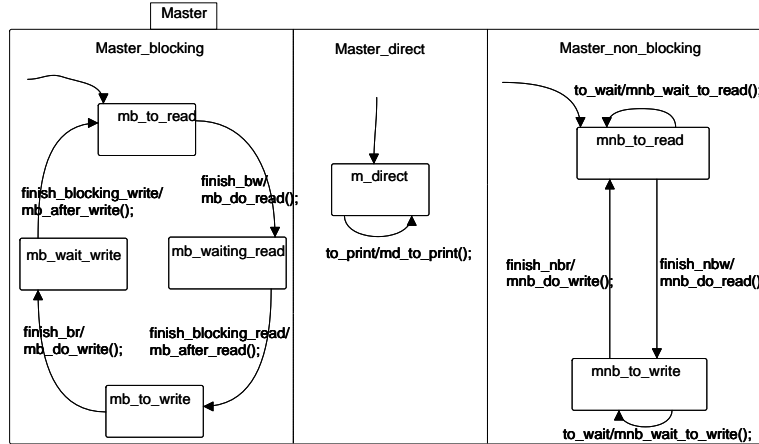 Master
Master_blocking
mb_to_read
finish_blocking_write/
mb_after_write();
finish_bw/
mb_do_read();
mb_wait_write
mb_waiting_read
finish_br/
mb_do_write();
finish_blocking_read/
mb_after_read();
mb_to_write
Master_direct
m_direct
to_print/md_to_print();
Master_non_blocking
to_wait/mnb_wait_to_read();
mnb_to_read
finish_nbr/
mnb_do_write();
finish_nbw/
mnb_do_read();
mnb_to_write
to_wait/mnb_wait_to_write();